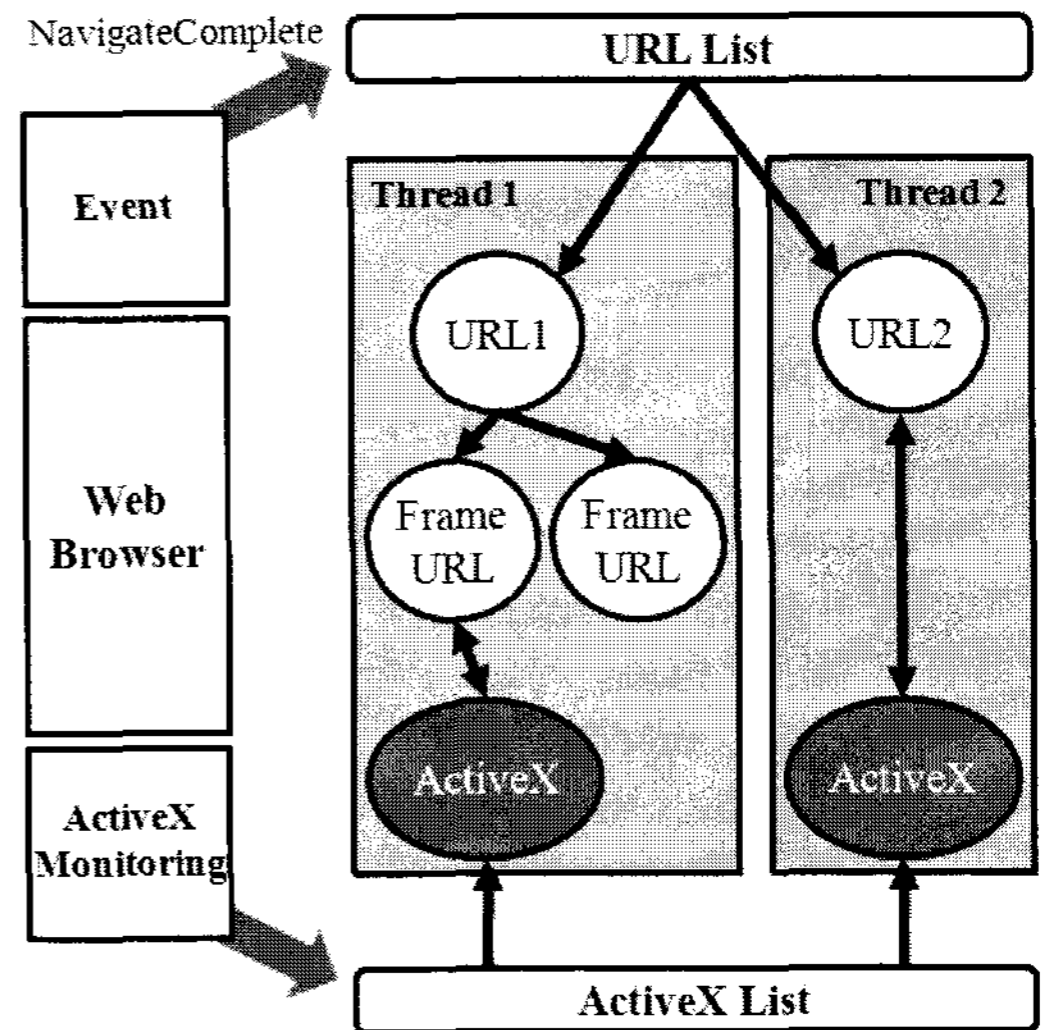 NavigateComplete
URL List
Event
Thread 1
Thread 2
URL1
URL2
Web
Browser
Frame
URL
Frame
URL
ActiveX
Monitoring
ActiveX
ActiveX
ActiveX List